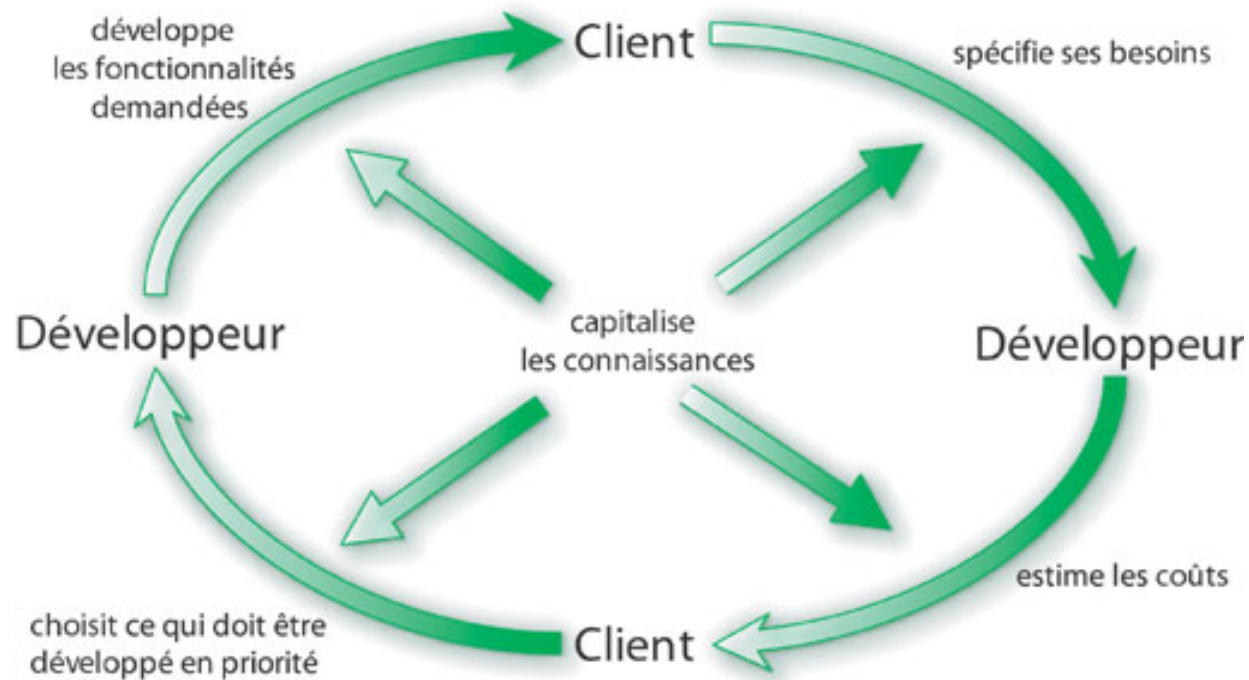 développe
les fonctionnalités
demandées
Client
spécifie ses besoins
Développeur
capitalise
les connaissances
Développeur
estime les coûts
choisit ce qui doit être
développé en priorité
Client